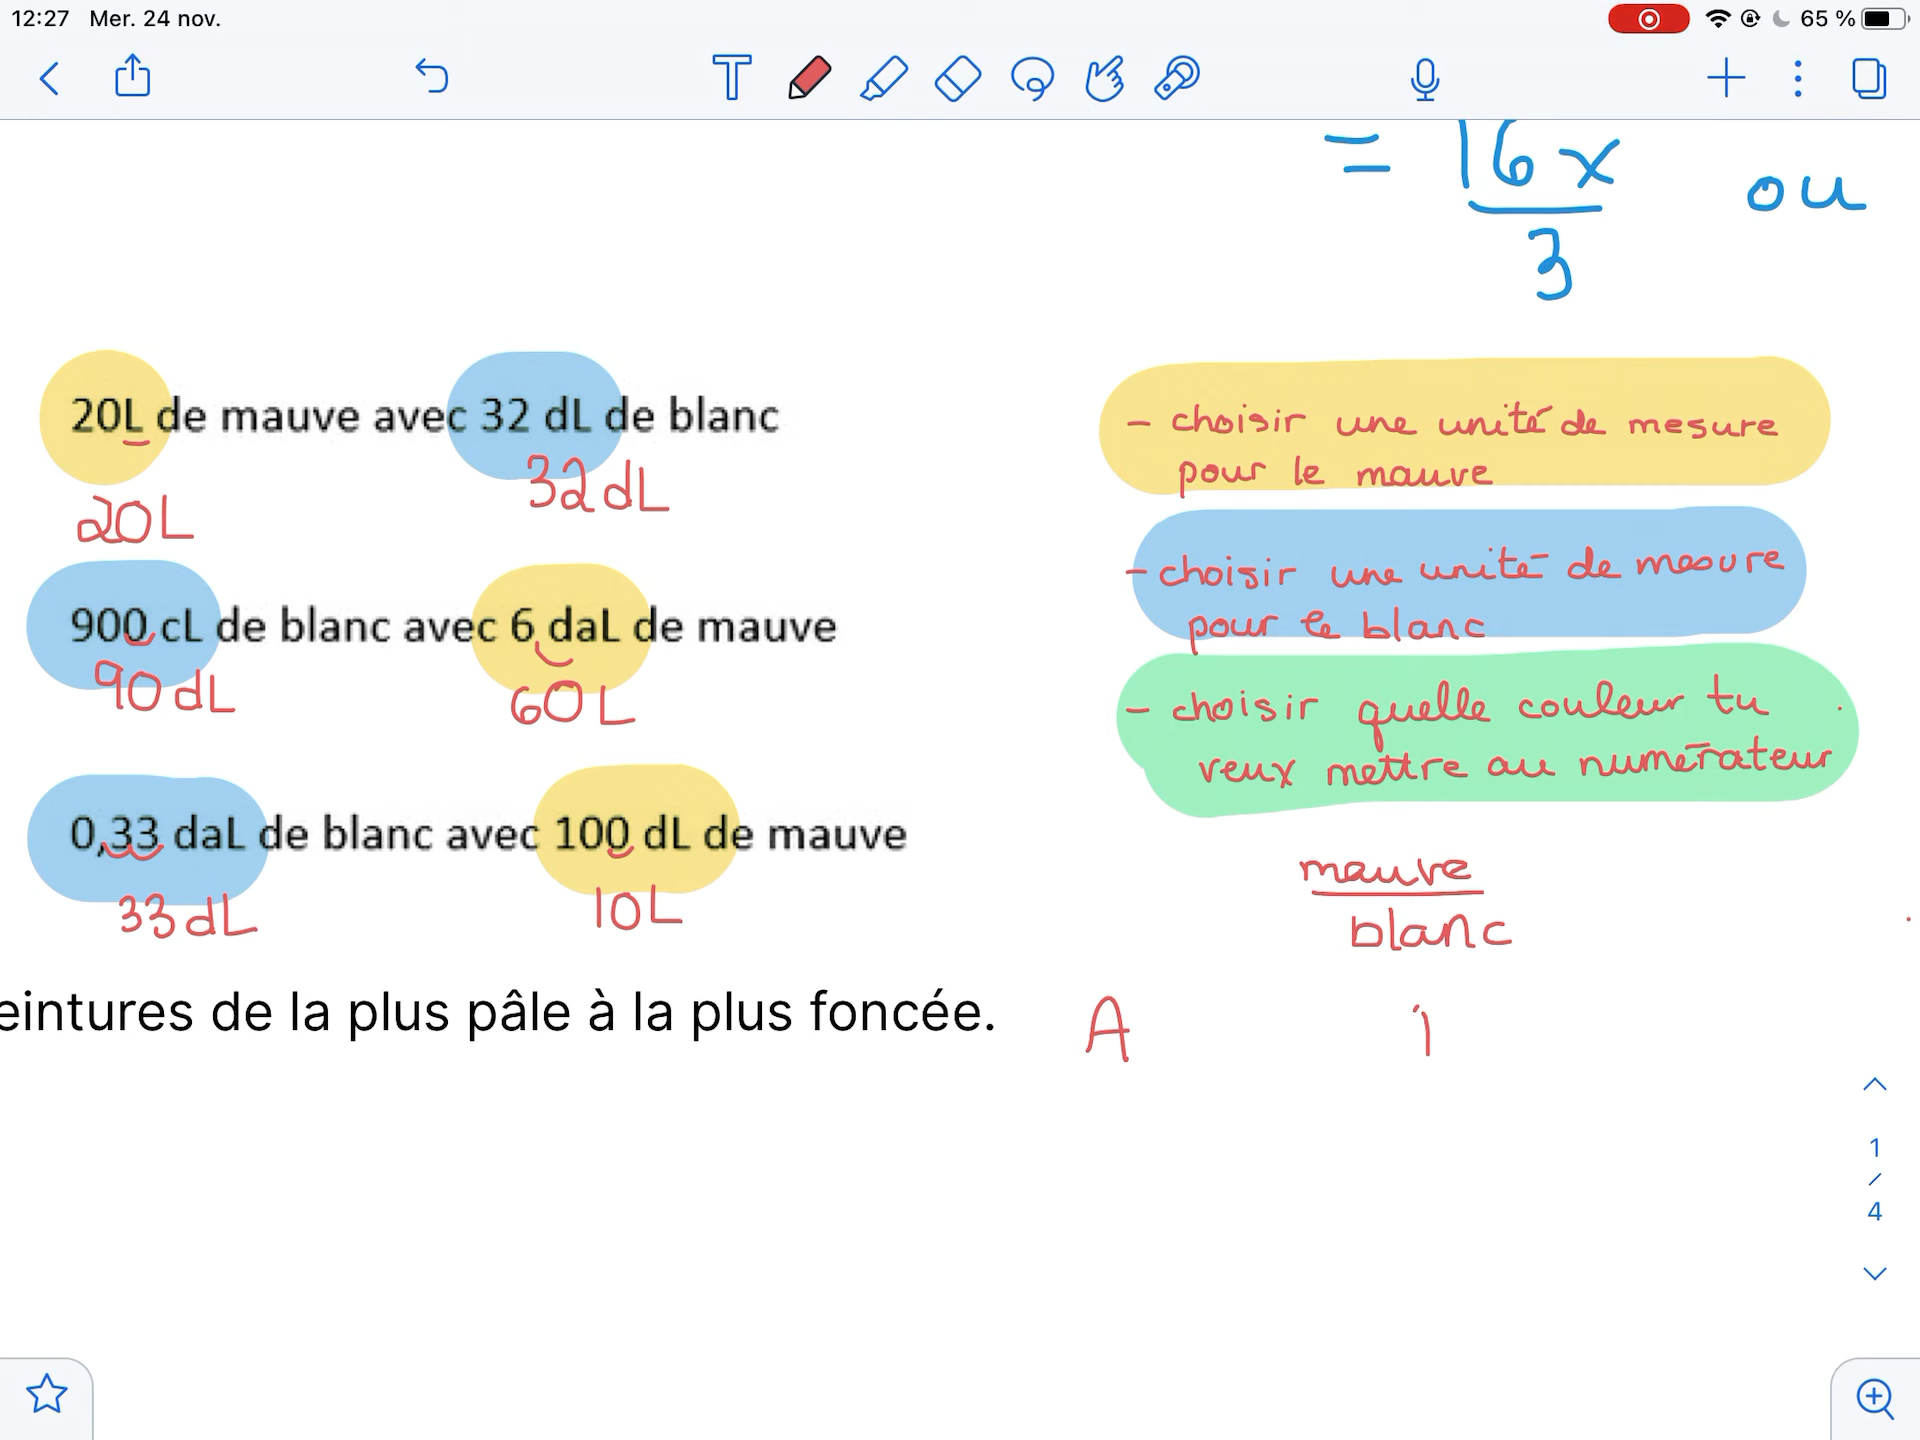 12:27 Mer. 24 nov.
65 %
= 16x ou
3
20L de mauve avec 32 dL de blanc
20L 32dL
900 cL de blanc avec 6 daL de mauve
90dL 60L
0,33 daL de blanc avec 100 dL de mauve
33dL 10L
eintures de la plus pâle à la plus foncée.
- choisir une unité de mesure
pour le mauve
- choisir une unité de mesure
pour le blanc
- choisir quelle couleur tu
veux mettre au numérateur
mauve
blanc
A
1
/
4